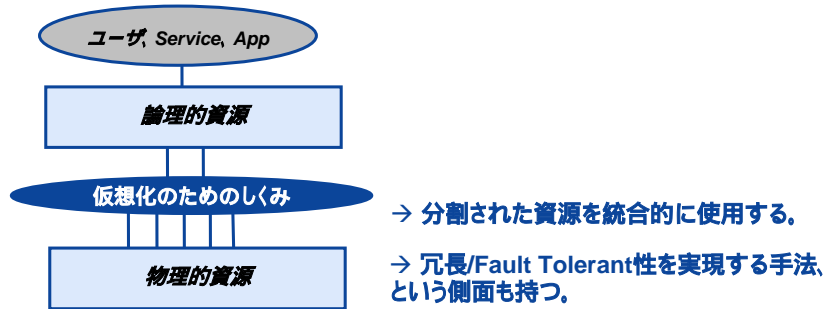 ユーザ、Service、App
論理的資源
仮想化のためのしくみ
→ 分割された資源を統合的に使用する。
物理的資源
→ 冗長/Fault Tolerant性を実現する手法、
という側面も持つ。